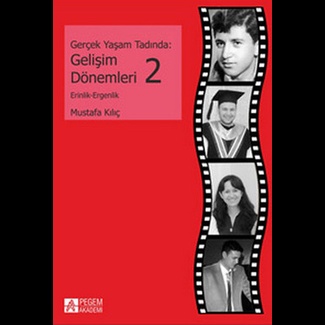 Gerçek Yaşam Tadında:
Gelişim
Dönemleri 2
Erinlik-Ergenlik
Mustafa Kılıç
PEGEM
AKADEMİ